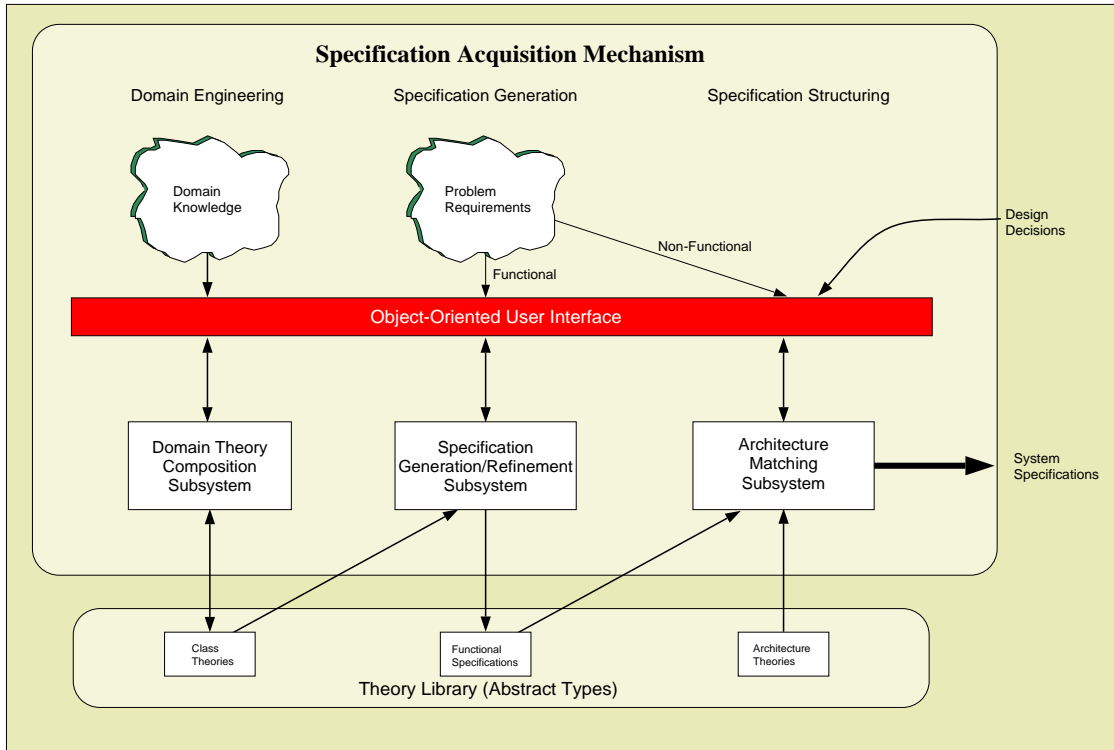 Specification Acquisition Mechanism
Domain Engineering
Specification Generation
Specification Structuring
Domain
Knowledge
Problem
Requirements
Design
Decisions
Non-Functional
Functional
Object-Oriented User Interface
Domain Theory
Composition
Subsystem
Specification
Generation/Refinement
Subsystem
Architecture
Matching
Subsystem
System
Specifications
Class
Theories
Functional
Specifications
Architecture
Theories
Theory Library (Abstract Types)